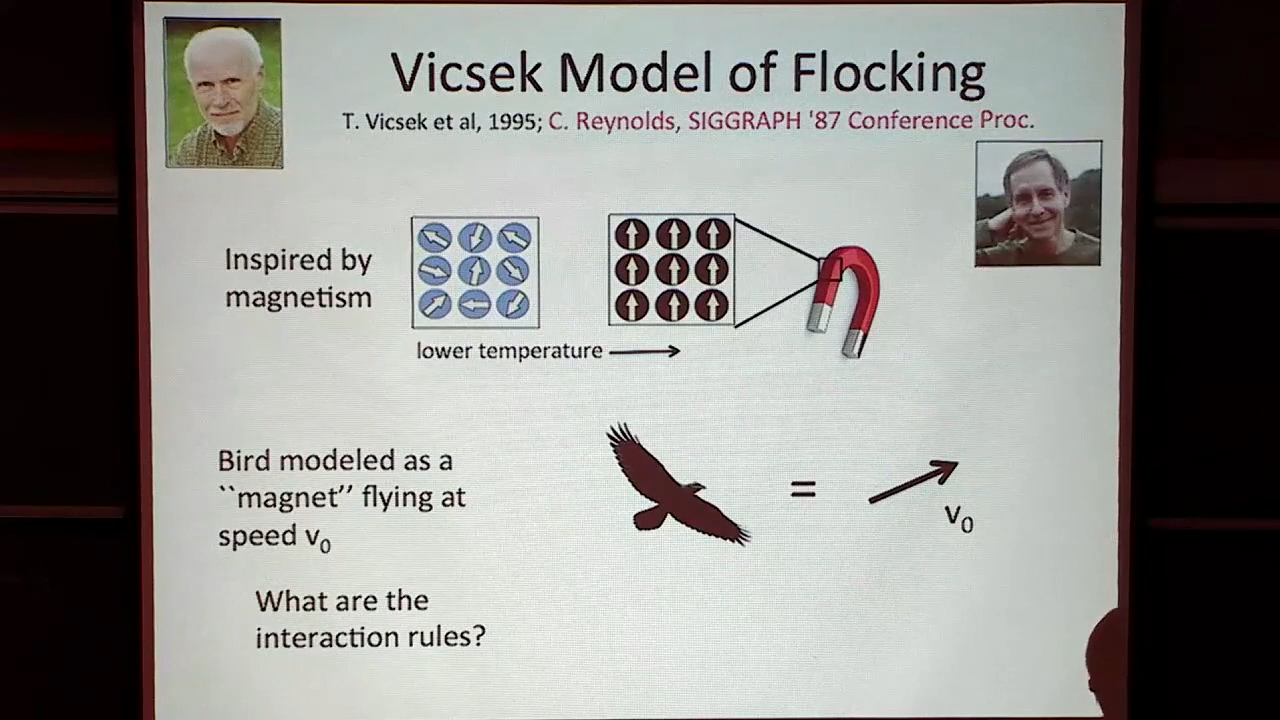 Vicsek Model of Flocking
T. Vicsek et al, 1995; C. Reynolds, SIGGRAPH '87 Conference Proc.
Inspired by
magnetism
lower temperature
Bird modeled as a
``magnet'' flying at
speed v₀
=
v₀
What are the
interaction rules?